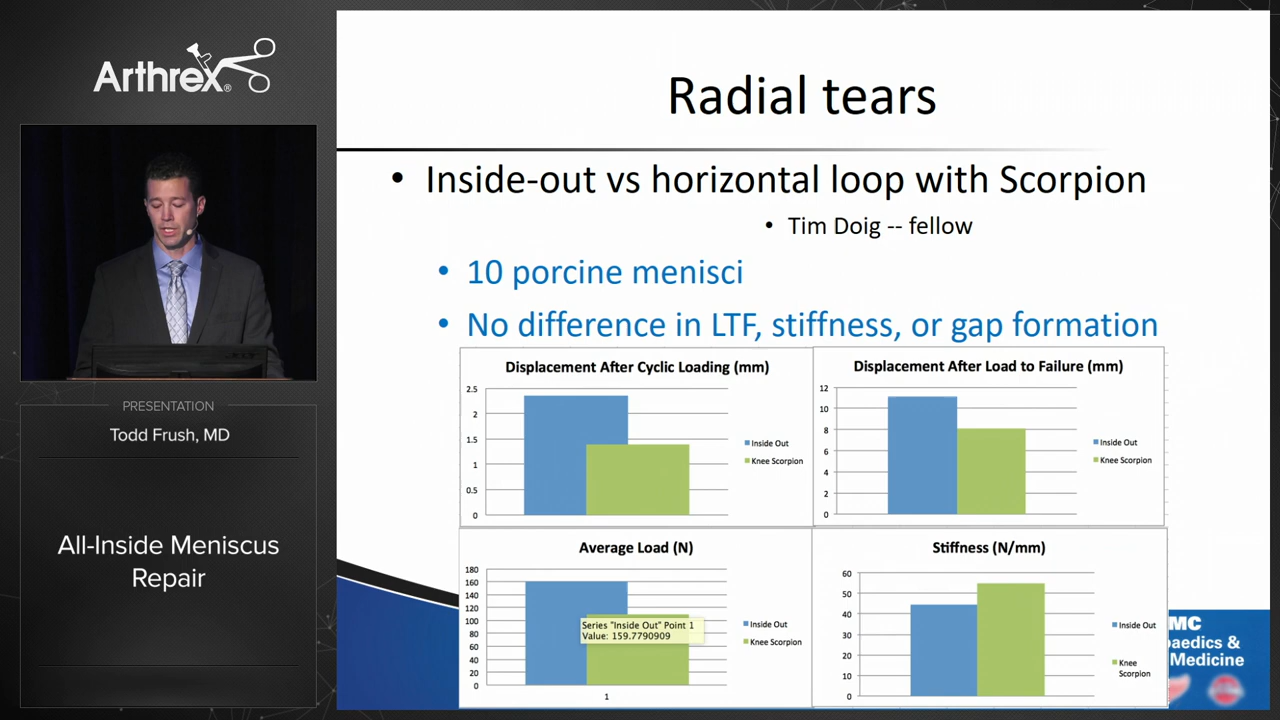 Arthrex®
PRESENTATION
Todd Frush, MD
All-Inside Meniscus
Repair
Radial tears
• Inside-out vs horizontal loop with Scorpion
• Tim Doig -- fellow
• 10 porcine menisci
• No difference in LTF, stiffness, or gap formation
Displacement After Cyclic Loading (mm)
2.5
2
1.5
1
0.5
0
Inside Out
Knee Scorpion
Displacement After Load to Failure (mm)
12
10
8
6
4
2
0
Inside Out
Knee Scorpion
Average Load (N)
180
160
140
120
100
80
60
40
20
0
1
Series "Inside Out" Point 1
Value: 159.7790909
Inside Out
Knee Scorpion
Stiffness (N/mm)
60
50
40
30
20
10
0
Inside Out
Knee
Scorpion
MC
aedics &
Medicine